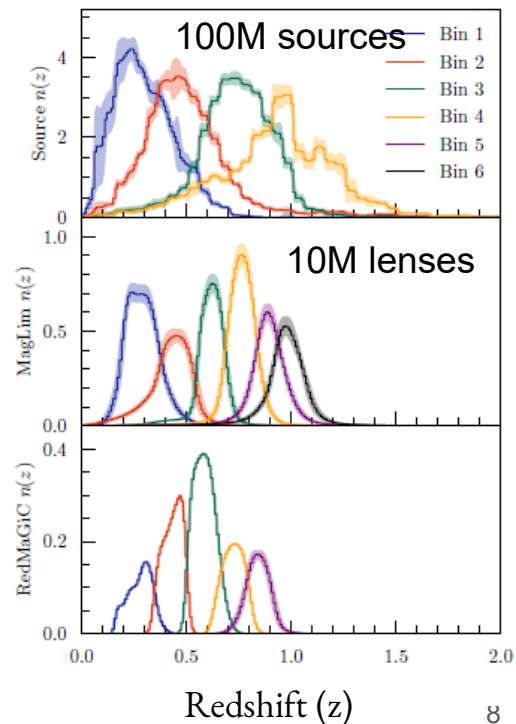 100M sources
Bin 1
Bin 2
Bin 3
Bin 4
Bin 5
Bin 6
Source n(z)
4
2
0
10M lenses
MagLim n(z)
1.0
0.5
0.0
RedMaGiC n(z)
0.4
0.2
0.0
0.0 0.5 1.0 1.5 2.0
Redshift (z)
8